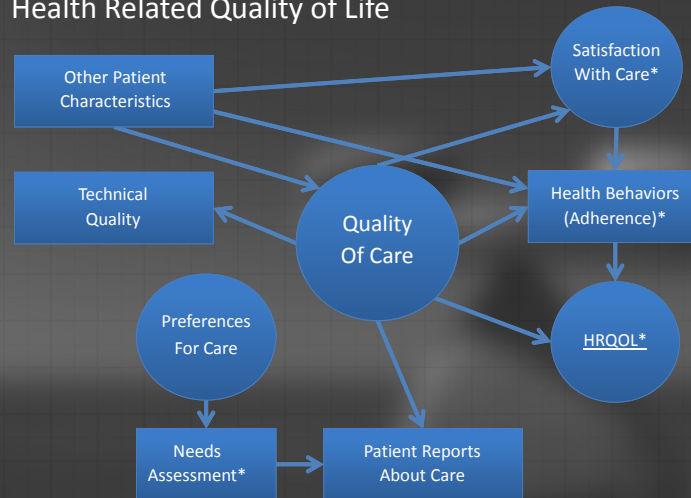 Health Related Quality of Life
Satisfaction
With Care*
Other Patient
Characteristics
Technical
Quality
Quality
Of Care
Health Behaviors
(Adherence)*
Preferences
For Care
HRQOL*
Needs
Assessment*
Patient Reports
About Care